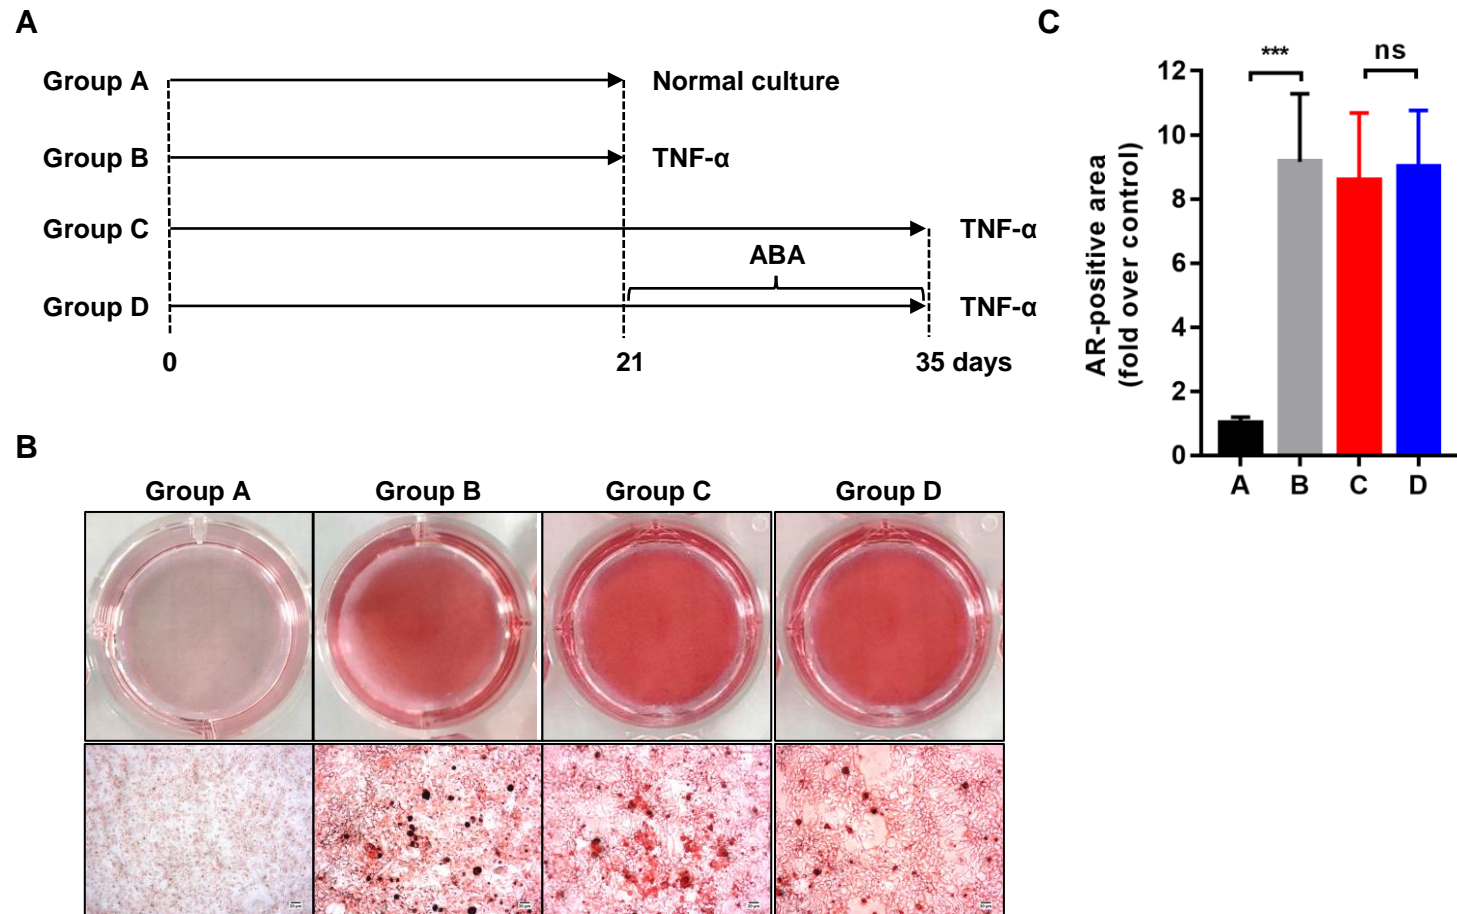 A
Group A
Normal culture
Group B
TNF-α
Group C
TNF-α
ABA
Group D
TNF-α
0
21
35 days
B
Group A
Group B
Group C
Group D
C
***
ns
12
10
8
6
4
2
0
AR-positive area
(fold over control)
A
B
C
D